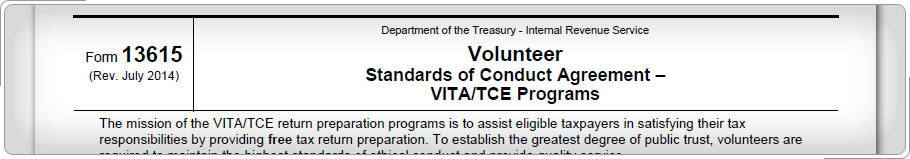 Department of the Treasury - Internal Revenue Service
Form 13615
(Rev. July 2014)
Volunteer
Standards of Conduct Agreement –
VITA/TCE Programs
The mission of the VITA/TCE return preparation programs is to assist eligible taxpayers in satisfying their tax
responsibilities by providing free tax return preparation. To establish the greatest degree of public trust, volunteers are
required to maintain the highest standards of ethical conduct and provide quality service.